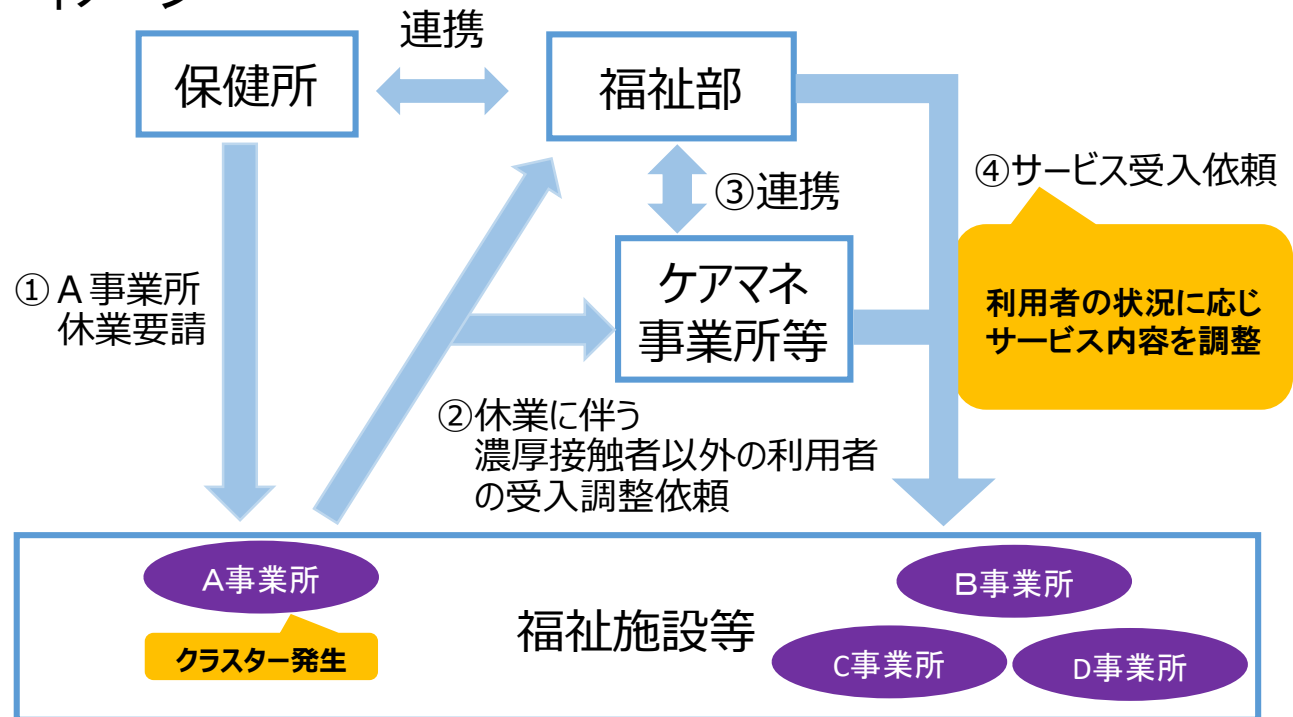 連携
保健所
福祉部
④サービス受入依頼
③連携
利用者の状況に応じ
サービス内容を調整
ケアマネ
事業所等
①Ａ事業所
休業要請
②休業に伴う
濃厚接触者以外の利用者
の受入調整依頼
A事業所
クラスター発生
福祉施設等
B事業所
C事業所
D事業所